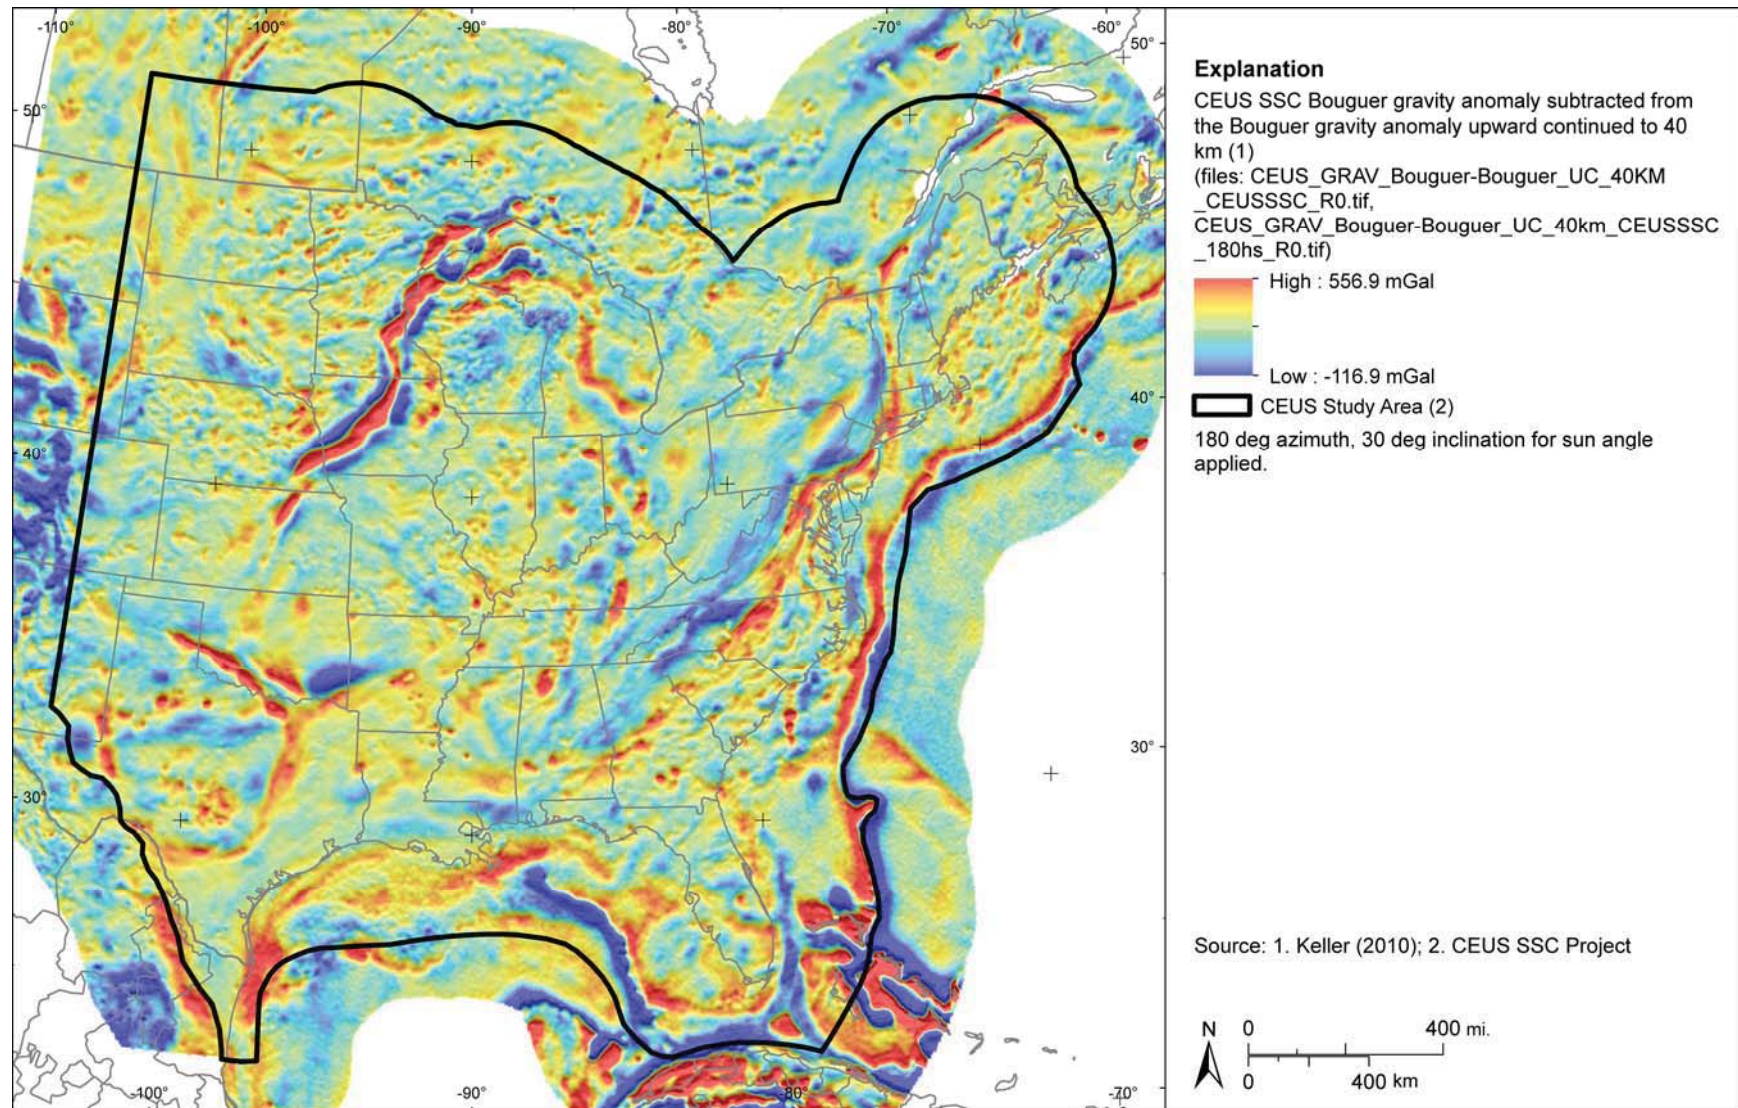 -110°
-100°
-90°
-80°
-70°
-60°
50°
50°
40°
40°
30°
30°
-100°
-90°
-80°
-70°
Explanation
CEUS SSC Bouguer gravity anomaly subtracted from
the Bouguer gravity anomaly upward continued to 40
km (1)
(files: CEUS_GRAV_Bouguer-Bouguer_UC_40KM
_CEUSSSC_R0.tif,
CEUS_GRAV_Bouguer-Bouguer_UC_40km_CEUSSSC
_180hs_R0.tif)
High : 556.9 mGal
Low : -116.9 mGal
CEUS Study Area (2)
180 deg azimuth, 30 deg inclination for sun angle
applied.
Source: 1. Keller (2010); 2. CEUS SSC Project
N
0 400 mi.
0 400 km